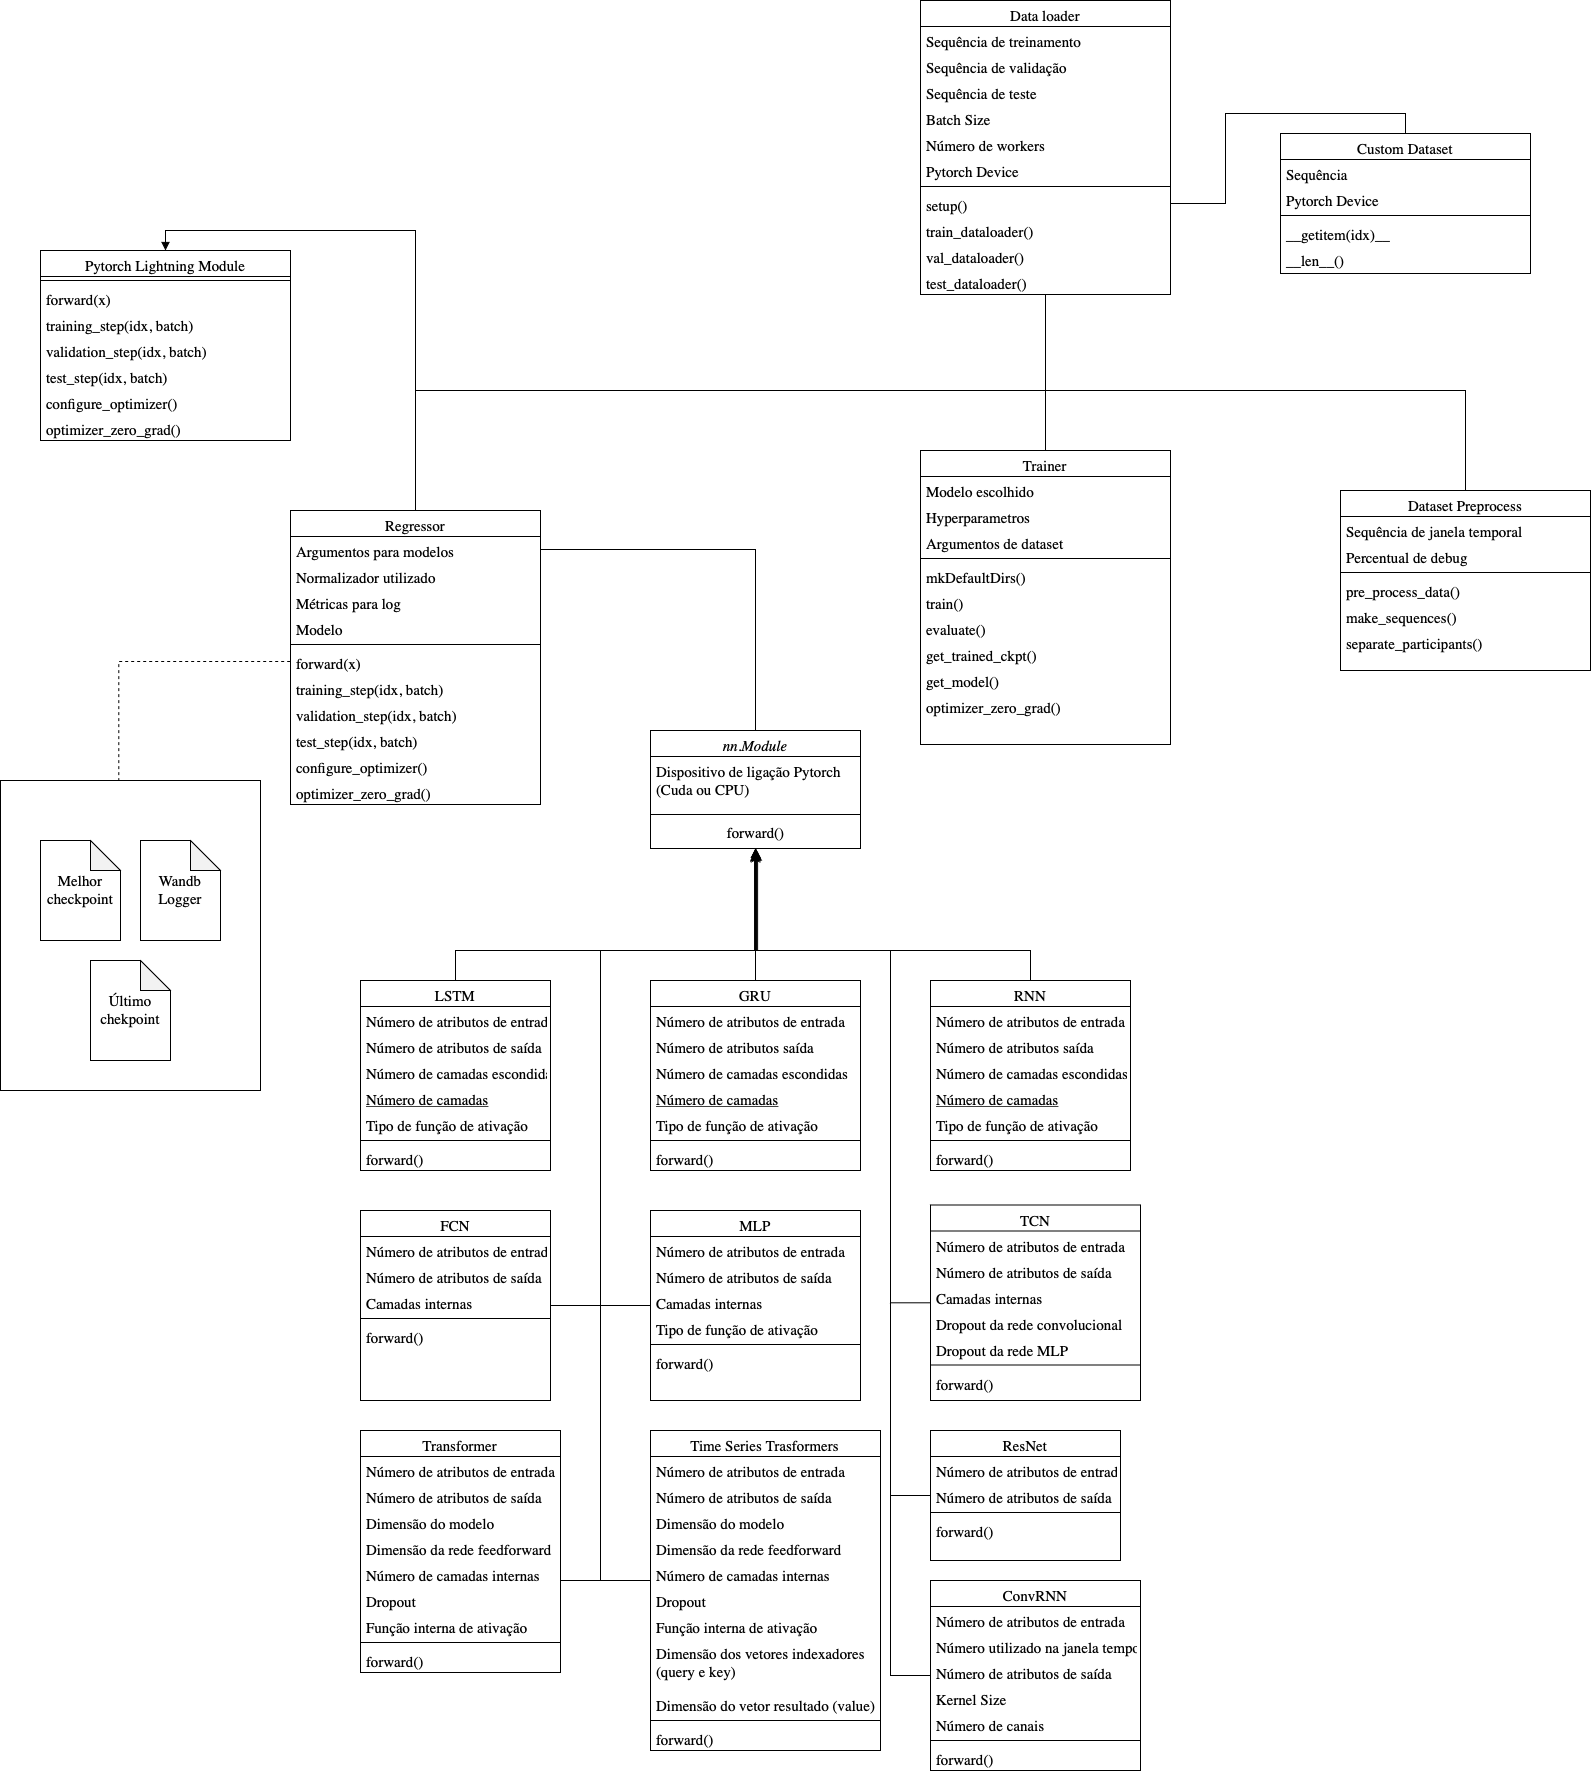 Data loader
Sequência de treinamento
Sequência de validação
Sequência de teste
Batch Size
Número de workers
Pytorch Device
setup()
train_dataloader()
val_dataloader()
test_dataloader()
Custom Dataset
Sequência
Pytorch Device
__getitem(idx)__
__len__()
Pytorch Lightning Module
forward(x)
training_step(idx, batch)
validation_step(idx, batch)
test_step(idx, batch)
configure_optimizer()
optimizer_zero_grad()
Trainer
Modelo escolhido
Hyperparametros
Argumentos de dataset
mkDefaultDirs()
train()
evaluate()
get_trained_ckpt()
get_model()
optimizer_zero_grad()
Dataset Preprocess
Sequência de janela temporal
Percentual de debug
pre_process_data()
make_sequences()
separate_participants()
Regressor
Argumentos para modelos
Normalizador utilizado
Métricas para log
Modelo
forward(x)
training_step(idx, batch)
validation_step(idx, batch)
test_step(idx, batch)
configure_optimizer()
optimizer_zero_grad()
nn.Module
Dispositivo de ligação Pytorch
(Cuda ou CPU)
forward()
Melhor
checkpoint
Wandb
Logger
Último
chekpoint
LSTM
Número de atributos de entrad
Número de atributos de saída
Número de camadas escondid
Número de camadas
Tipo de função de ativação
forward()
GRU
Número de atributos de entrada
Número de atributos saída
Número de camadas escondidas
Número de camadas
Tipo de função de ativação
forward()
RNN
Número de atributos de entrada
Número de atributos saída
Número de camadas escondidas
Número de camadas
Tipo de função de ativação
forward()
FCN
Número de atributos de entrad
Número de atributos de saída
Camadas internas
forward()
MLP
Número de atributos de entrada
Número de atributos de saída
Camadas internas
Tipo de função de ativação
forward()
TCN
Número de atributos de entrada
Número de atributos de saída
Camadas internas
Dropout da rede convolucional
Dropout da rede MLP
forward()
Transformer
Número de atributos de entrada
Número de atributos de saída
Dimensão do modelo
Dimensão da rede feedforward
Número de camadas internas
Dropout
Função interna de ativação
forward()
Time Series Trasformers
Número de atributos de entrada
Número de atributos de saída
Dimensão do modelo
Dimensão da rede feedforward
Número de camadas internas
Dropout
Função interna de ativação
Dimensão dos vetores indexadores
(query e key)
Dimensão do vetor resultado (value)
forward()
ResNet
Número de atributos de entrad
Número de atributos de saída
forward()
ConvRNN
Número de atributos de entrada
Número utilizado na janela tempo
Número de atributos de saída
Kernel Size
Número de canais
forward()